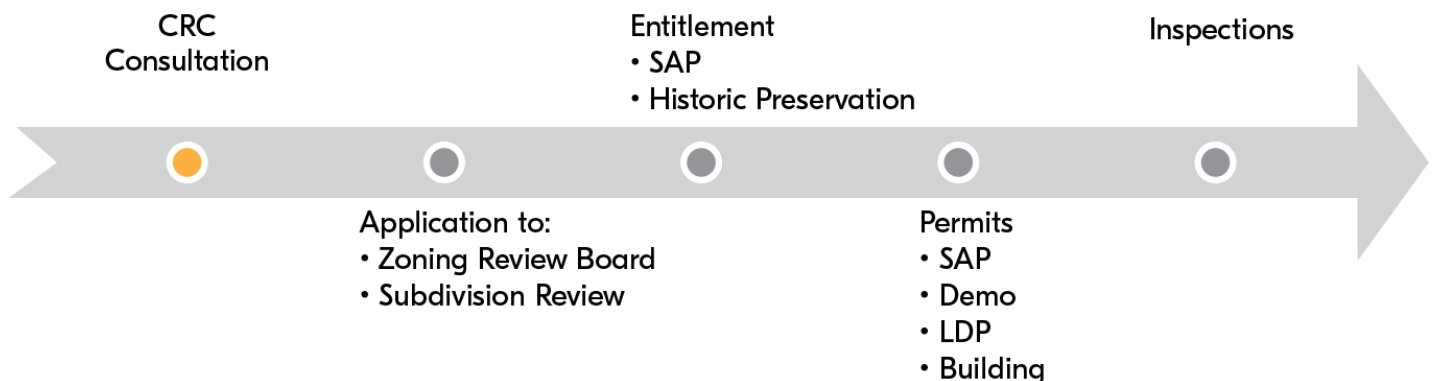 CRC
Consultation
Application to:
• Zoning Review Board
• Subdivision Review
Entitlement
• SAP
• Historic Preservation
Permits
• SAP
• Demo
• LDP
• Building
Inspections